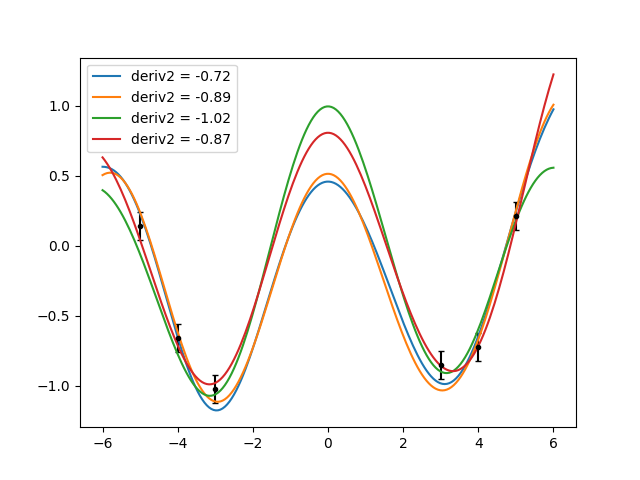 deriv2 = -0.72
deriv2 = -0.89
deriv2 = -1.02
deriv2 = -0.87
1.0
0.5
0.0
−0.5
−1.0
−6 −4 −2 0 2 4 6